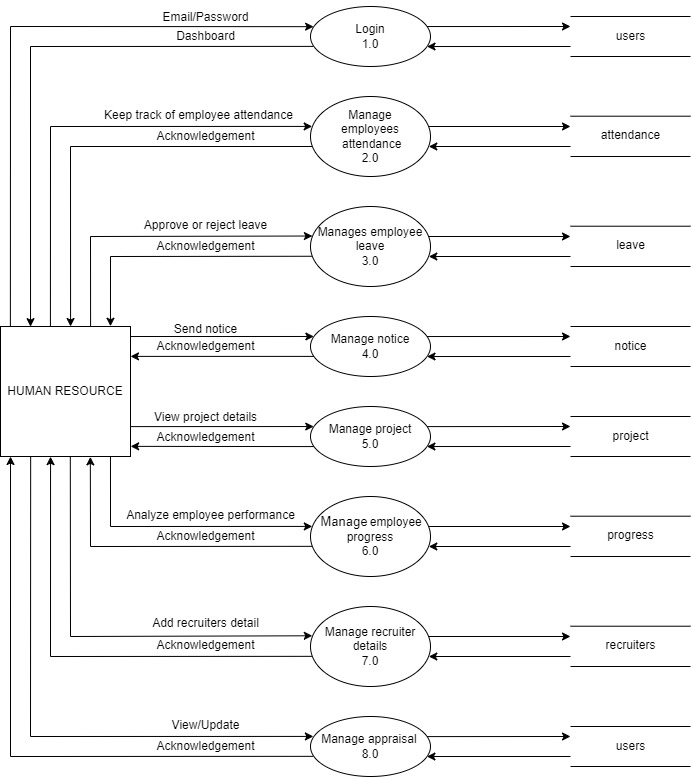 Email/Password
Dashboard
Login
1.0
users
Keep track of employee attendance
Acknowledgement
Manage
employees
attendance
2.0
attendance
Approve or reject leave
Acknowledgement
Manages employee
leave
3.0
leave
Send notice
Acknowledgement
Manage notice
4.0
notice
HUMAN RESOURCE
View project details
Acknowledgement
Manage project
5.0
project
Analyze employee performance
Acknowledgement
Manage employee
progress
6.0
progress
Add recruiters detail
Acknowledgement
Manage recruiter
details
7.0
recruiters
View/Update
Acknowledgement
Manage appraisal
8.0
users